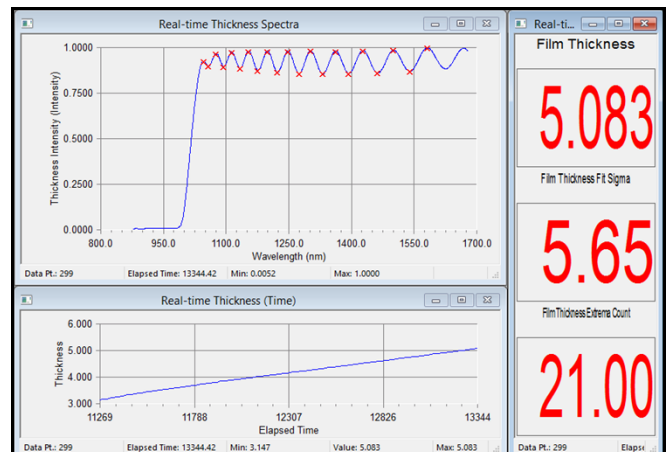 Real-time Thickness Spectra
Thickness Intensity (Intensity)
1.0000
0.7500
0.5000
0.2500
0.0000
800.0 950.0 1100.0 1250.0 1400.0 1550.0 1700.0
Wavelength (nm)
Data Pt.: 299 Elapsed Time: 13344.42 Min: 0.0052 Max: 1.0000
Real-time Thickness (Time)
Thickness
6.000
5.000
4.000
3.000
11269 11788 12307 12826 13344
Elapsed Time
Data Pt.: 299 Elapsed Time: 13344.42 Min: 3.147 Value: 5.083 Max: 5.083
Real-ti...
Film Thickness
5.083
Film Thickness Fit Sigma
5.65
Film Thickness Extrema Count
21.00
Data Pt.: 299 Elapse